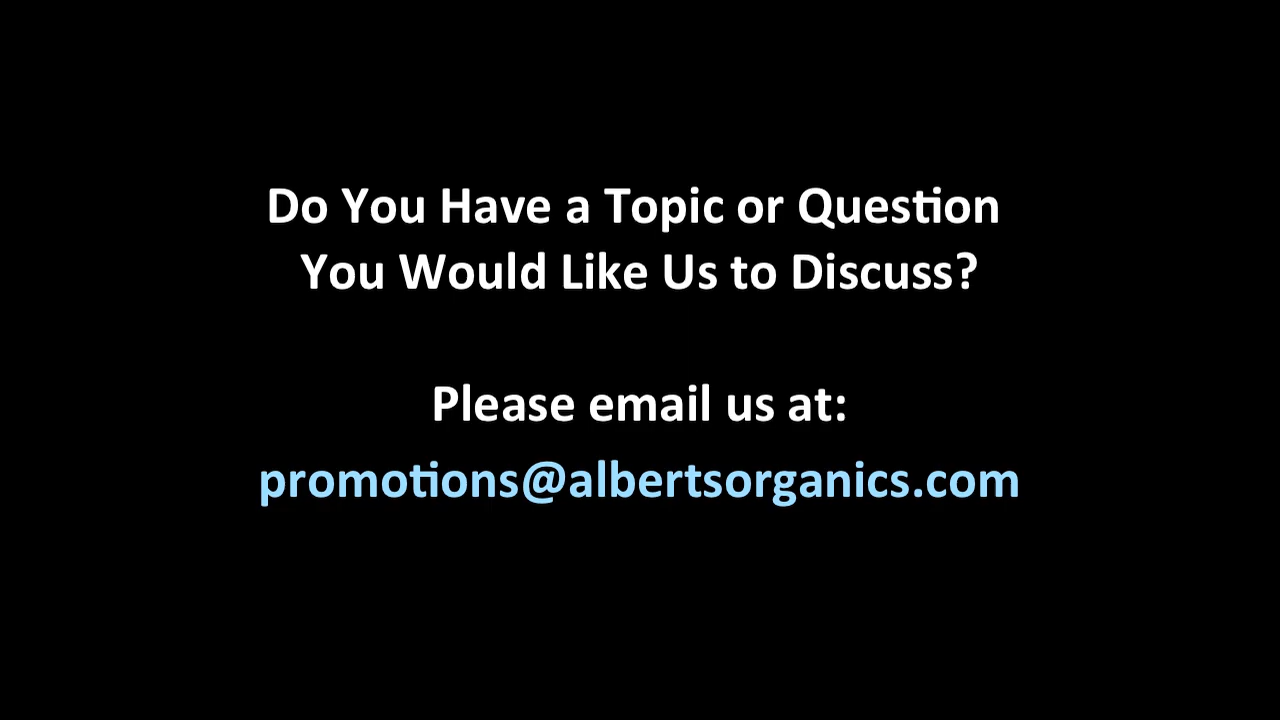 Do You Have a Topic or Question
You Would Like Us to Discuss?
Please email us at:
promotions@albertsorganics.com